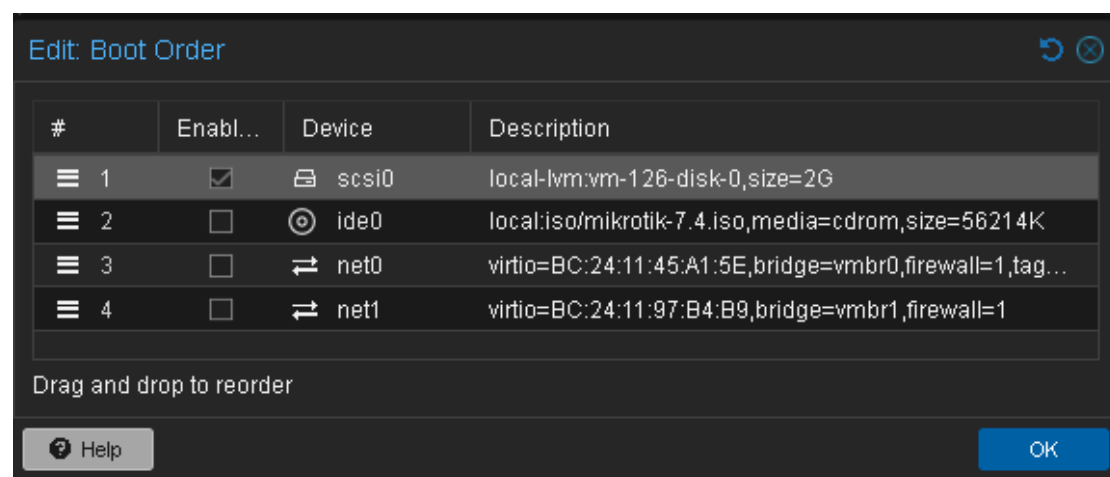 Edit: Boot Order
# Enabl... Device Description
1 scsi0 local-lvm:vm-126-disk-0,size=2G
2 ide0 local:iso/mikrotik-7.4.iso,media=cdrom,size=56214K
3 net0 virtio=BC:24:11:45:A1:5E,bridge=vmbr0,firewall=1,tag...
4 net1 virtio=BC:24:11:97:B4:B9,bridge=vmbr1,firewall=1
Drag and drop to reorder
Help OK